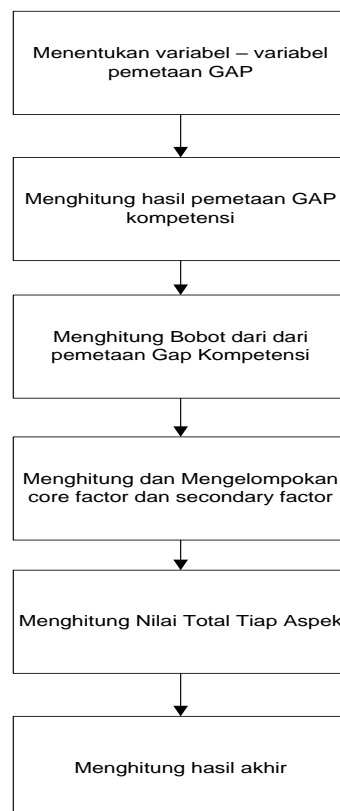 Menentukan variabel – variabel
pemetaan GAP
Menghitung hasil pemetaan GAP
kompetensi
Menghitung Bobot dari dari
pemetaan Gap Kompetensi
Menghitung dan Mengelompokan
core factor dan secondary factor
Menghitung Nilai Total Tiap Aspek
Menghitung hasil akhir